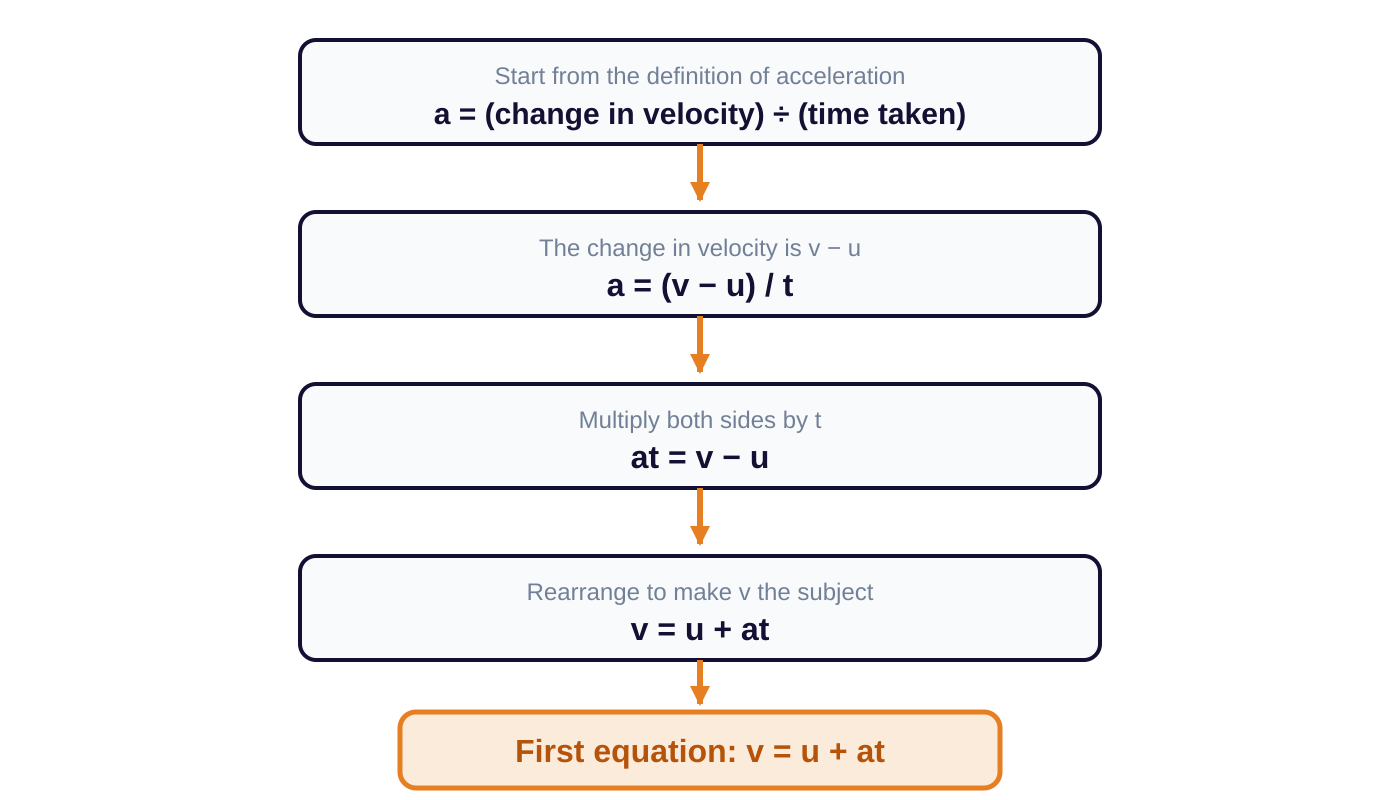 Start from the definition of acceleration
a = (change in velocity) ÷ (time taken)
The change in velocity is v − u
a = (v − u) / t
Multiply both sides by t
at = v − u
Rearrange to make v the subject
v = u + at
First equation: v = u + at